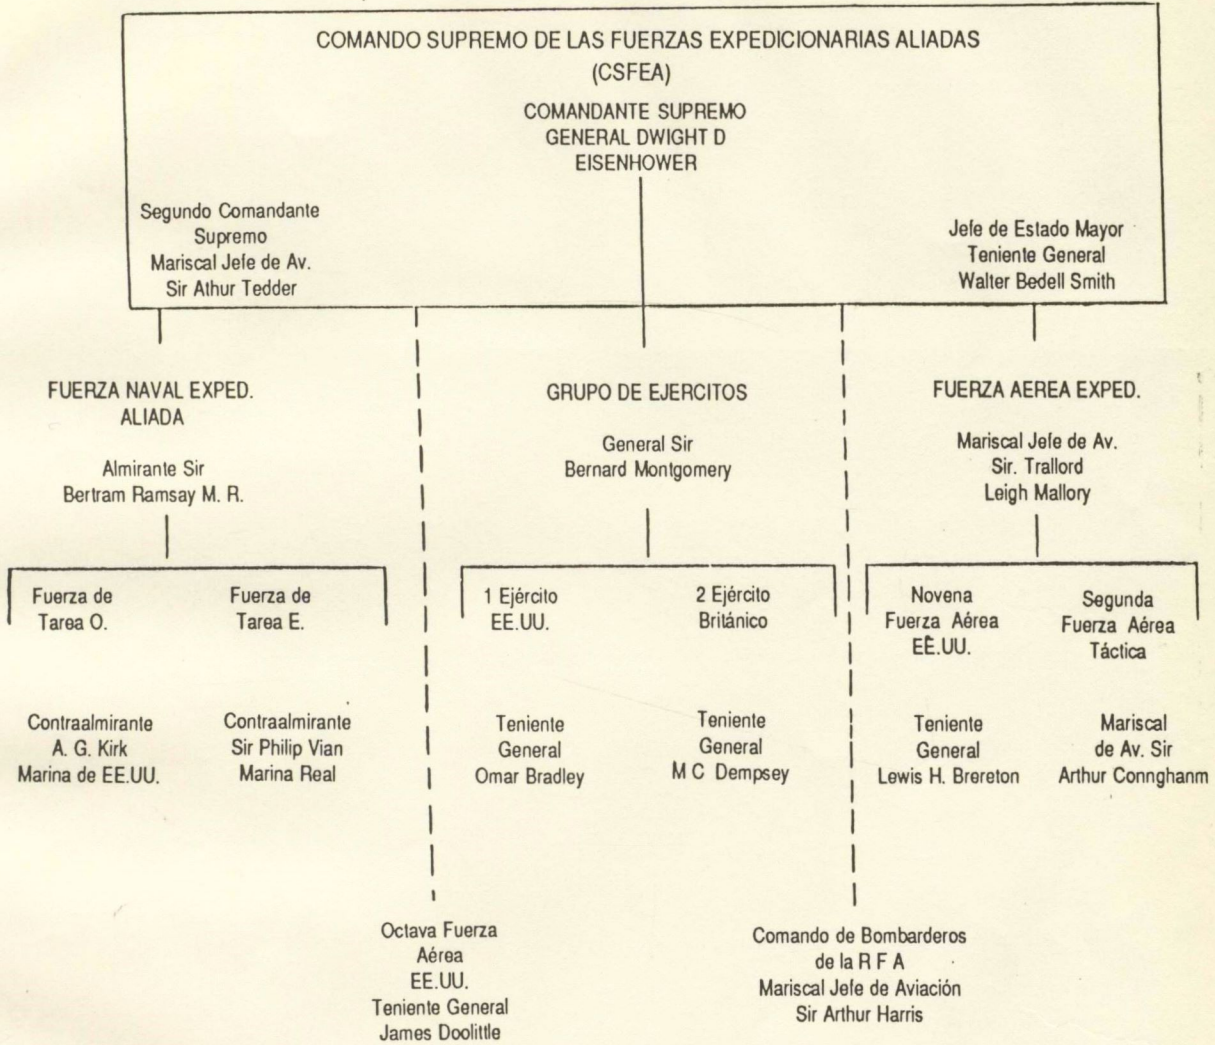 COMANDO SUPREMO DE LAS FUERZAS EXPEDICIONARIAS ALIADAS
(CSFEA)
COMANDANTE SUPREMO
GENERAL DWIGHT D
EISENHOWER
Segundo Comandante
Supremo
Mariscal Jefe de Av.
Sir Athur Tedder
Jefe de Estado Mayor
Teniente General
Walter Bedell Smith
FUERZA NAVAL EXPED.
ALIADA
Almirante Sir
Bertram Ramsay M. R.
GRUPO DE EJERCITOS
General Sir
Bernard Montgomery
FUERZA AEREA EXPED.
Mariscal Jefe de Av.
Sir. Trallord
Leigh Mallory
Fuerza de
Tarea O.
Fuerza de
Tarea E.
1 Ejército
EE.UU.
2 Ejército
Británico
Novena
Fuerza Aérea
EE.UU.
Segunda
Fuerza Aérea
Táctica
Contraalmirante
A. G. Kirk
Marina de EE.UU.
Contraalmirante
Sir Philip Vian
Marina Real
Teniente
General
Omar Bradley
Teniente
General
M C Dempsey
Teniente
General
Lewis H. Brereton
Mariscal
de Av. Sir
Arthur Connghanm
Octava Fuerza
Aérea
EE.UU.
Teniente General
James Doolittle
Comando de Bombarderos
de la R F A
Mariscal Jefe de Aviación
Sir Arthur Harris